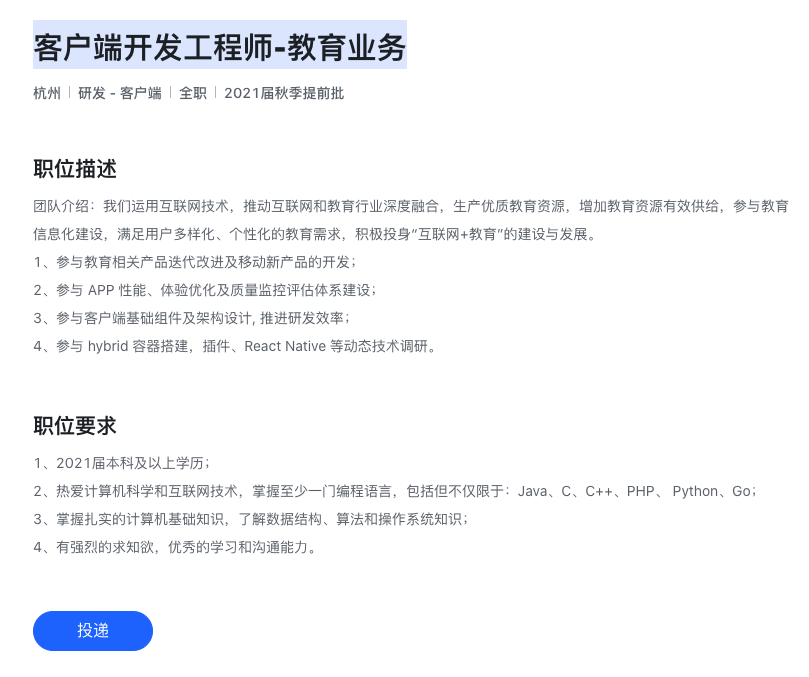 客户端开发工程师-教育业务
杭州 | 研发 - 客户端 | 全职 | 2021届秋季提前批
职位描述
团队介绍：我们运用互联网技术，推动互联网和教育行业深度融合，生产优质教育资源，增加教育资源有效供给，参与教育
信息化建设，满足用户多样化、个性化的教育需求，积极投身“互联网+教育”的建设与发展。
1、参与教育相关产品迭代改进及移动新产品的开发；
2、参与 APP 性能、体验优化及质量监控评估体系建设；
3、参与客户端基础组件及架构设计, 推进研发效率；
4、参与 hybrid 容器搭建，插件、React Native 等动态技术调研。
职位要求
1、2021届本科及以上学历；
2、热爱计算机科学和互联网技术，掌握至少一门编程语言，包括但不仅限于：Java、C、C++、PHP、 Python、Go；
3、掌握扎实的计算机基础知识，了解数据结构、算法和操作系统知识；
4、有强烈的求知欲，优秀的学习和沟通能力。
投递